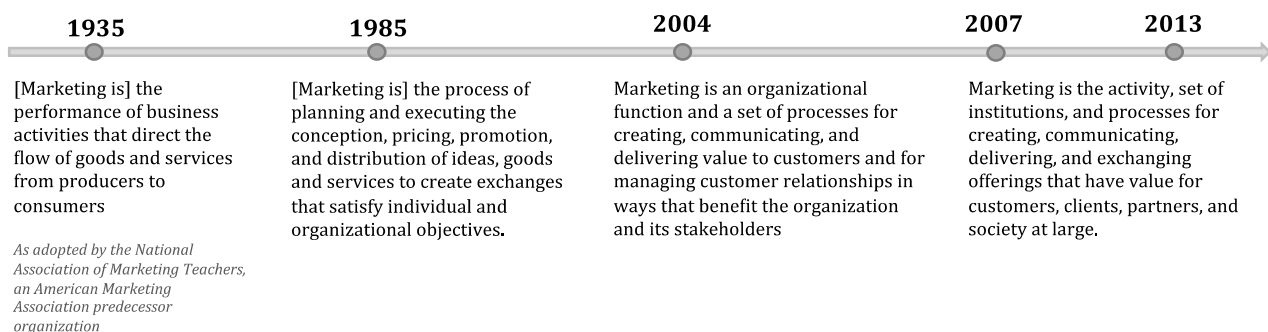 1935
1985
2004
2007
2013
[Marketing is] the
performance of business
activities that direct the
flow of goods and services
from producers to
consumers
As adopted by the National
Association of Marketing Teachers,
an American Marketing
Association predecessor
organization
[Marketing is] the process of
planning and executing the
conception, pricing, promotion,
and distribution of ideas, goods
and services to create exchanges
that satisfy individual and
organizational objectives.
Marketing is an organizational
function and a set of processes for
creating, communicating, and
delivering value to customers and for
managing customer relationships in
ways that benefit the organization
and its stakeholders
Marketing is the activity, set of
institutions, and processes for
creating, communicating,
delivering, and exchanging
offerings that have value for
customers, clients, partners, and
society at large.